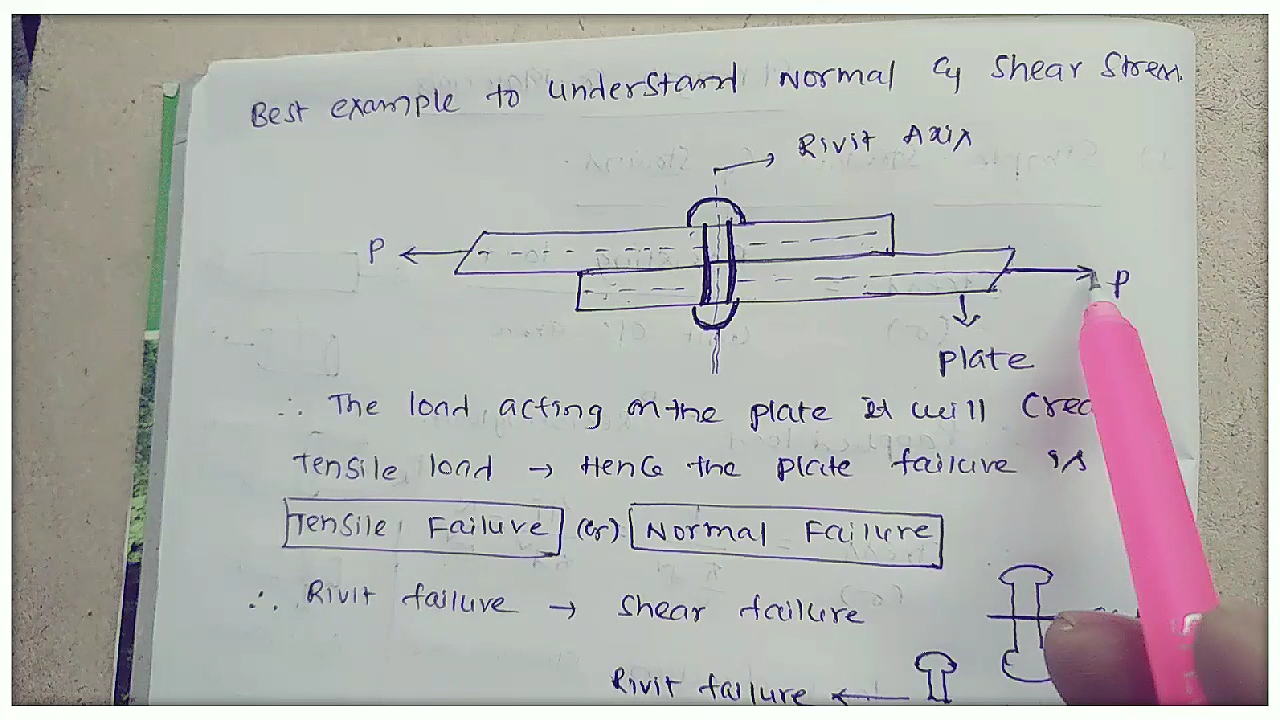 Best example to understand Normal & Shear Stress.
Rivit Axis
P
P
plate
∴ The load acting on the plate it will
Tensile load → Hence the plate failure is
Tensile Failure (or) Normal Failure
∴ Rivit failure → Shear failure
Rivit failure ←